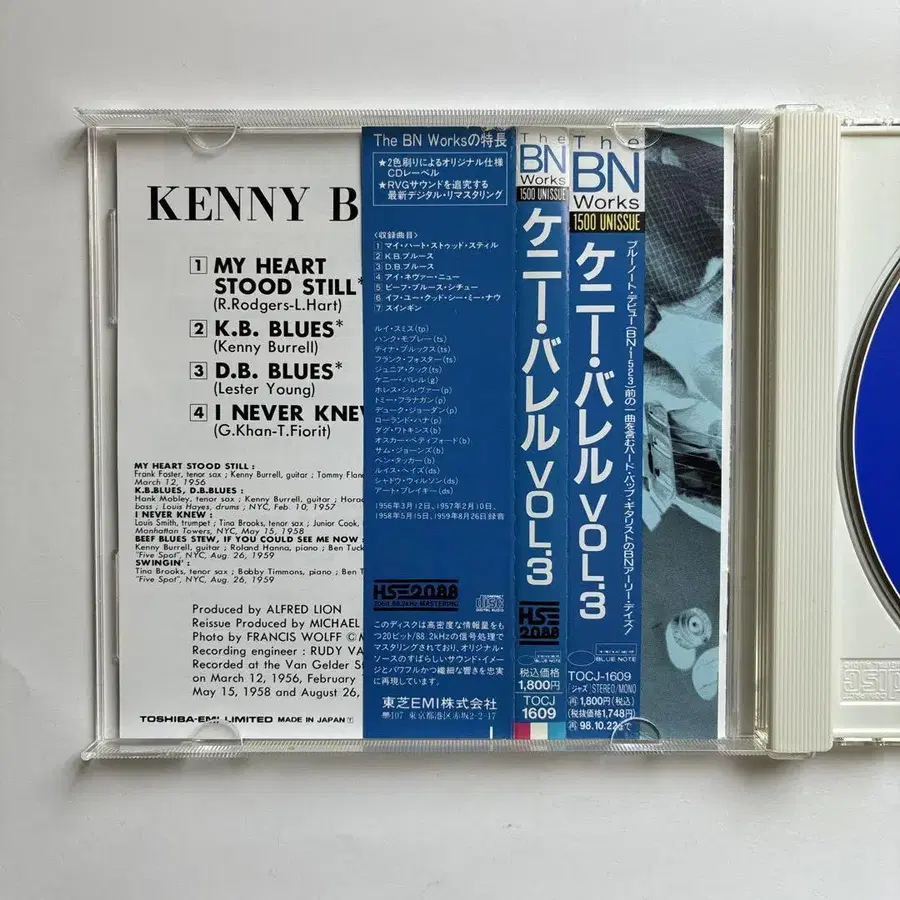 KENNY B
1 MY HEART
STOOD STILL*
(R.Rodgers-L.Hart)
2 K.B. BLUES*
(Kenny Burrell)
3 D.B. BLUES*
(Lester Young)
4 I NEVER KNEW
(G.Khan-T.Fiorit)
MY HEART STOOD STILL :
Frank Foster, tenor sax ; Kenny Burrell, guitar ; Tommy Flan
March 12, 1956
K.B.BLUES, D.B.BLUES :
Hank Mobley, tenor sax ; Kenny Burrell, guitar ; Horac
bass ; Louis Hayes, drums ; NYC, Feb. 10, 1957
I NEVER KNEW :
Louis Smith, trumpet ; Tina Brooks, tenor sax ; Junior Cook,
Manhattan Towers, NYC, May 15, 1958
BEEF BLUES STEW, IF YOU COULD SEE ME NOW :
Kenny Burrell, guitar ; Roland Hanna, piano ; Ben Tuck
"Five Spot", NYC, Aug. 26, 1959
SWINGIN' :
Tina Brooks, tenor sax ; Bobby Timmons, piano ; Ben T
"Five Spot", NYC, Aug. 26, 1959
Produced by ALFRED LION
Reissue Produced by MICHAEL
Photo by FRANCIS WOLFF ©M
Recording engineer : RUDY VA
Recorded at the Van Gelder St
on March 12, 1956, February
May 15, 1958 and August 26,
TOSHIBA-EMI LIMITED MADE IN JAPAN
The BN Worksの特長
★2色刷りによるオリジナル仕様
CDレーベル
★RVGサウンドを追究する
最新デジタル・リマスタリング
〈収録曲目〉
1 マイ・ハート・ストゥッド・スティル
2 K.B.ブルース
3 D.B.ブルース
4 アイ・ネヴァー・ニュー
5 ビーフ・ブルース・シチュー
6 イフ・ユー・クッド・シー・ミー・ナウ
7 スインギン
ルイ・スミス(tp)
ハンク・モブレー(ts)
ティナ・ブルックス(ts)
フランク・フォスター(ts)
ジュニア・クック(ts)
ケニー・バレル(g)
ホレス・シルヴァー(p)
トミー・フラナガン(p)
デューク・ジョーダン(p)
ローランド・ハナ(p)
ダグ・ワトキンス(b)
オスカー・ペティフォード(b)
サム・ジョーンズ(b)
ベン・タッカー(b)
ルイス・ヘイズ(ds)
シャドウ・ウィルソン(ds)
アート・ブレイキー(ds)
1956年3月12日、1957年2月10日、
1958年5月15日、1959年8月26日録音
HS2088
20bit 88.2kHz MASTERING
COMPACT
disc
DIGITAL AUDIO
このディスクは高密度な情報量をも
つ20ビット/88.2kHzの信号処理で
マスタリングされており、オリジナル・
ソースのすばらしいサウンド・イメー
ジとパワフルかつ繊細な響きを忠実
に再現しています。
東芝EMI株式会社
〒107 東京都港区赤坂2-2-17
The
BN
Works
1500 UNISSUE
ケニー・バレル VOL.3
HS
2088
BLUE NOTE
税込価格
1,800円
TOCJ
1609
The
BN
Works
1500 UNISSUE
ケニー・バレル VOL.3
ブルーノート・デビュー(BN-1523)前の一曲を含むハード・バップ・ギタリストのBNアーリー・デイズ!
BLUE NOTE
TOCJ-1609
「ジャズ」STEREO/MONO
再1,800円(税込)
(税抜価格1,748円)
再98.10.22まで